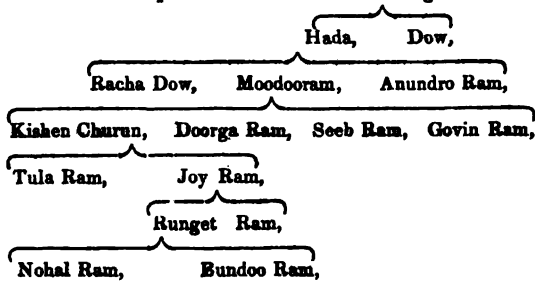 Hada, Dow,
Racha Dow, Moodooram, Anundro Ram,
Kishen Churun, Doorga Ram, Seeb Ram, Govin Ram,
Tula Ram, Joy Ram,
Runget Ram,
Nohal Ram, Bundoo Ram,